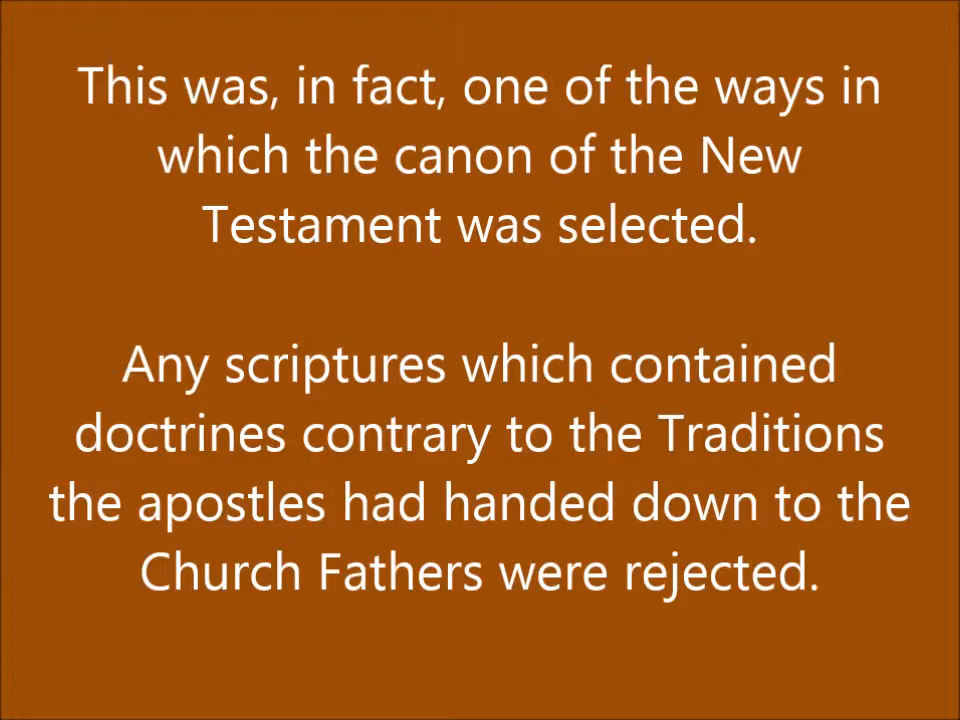 This was, in fact, one of the ways in
which the canon of the New
Testament was selected.
Any scriptures which contained
doctrines contrary to the Traditions
the apostles had handed down to the
Church Fathers were rejected.